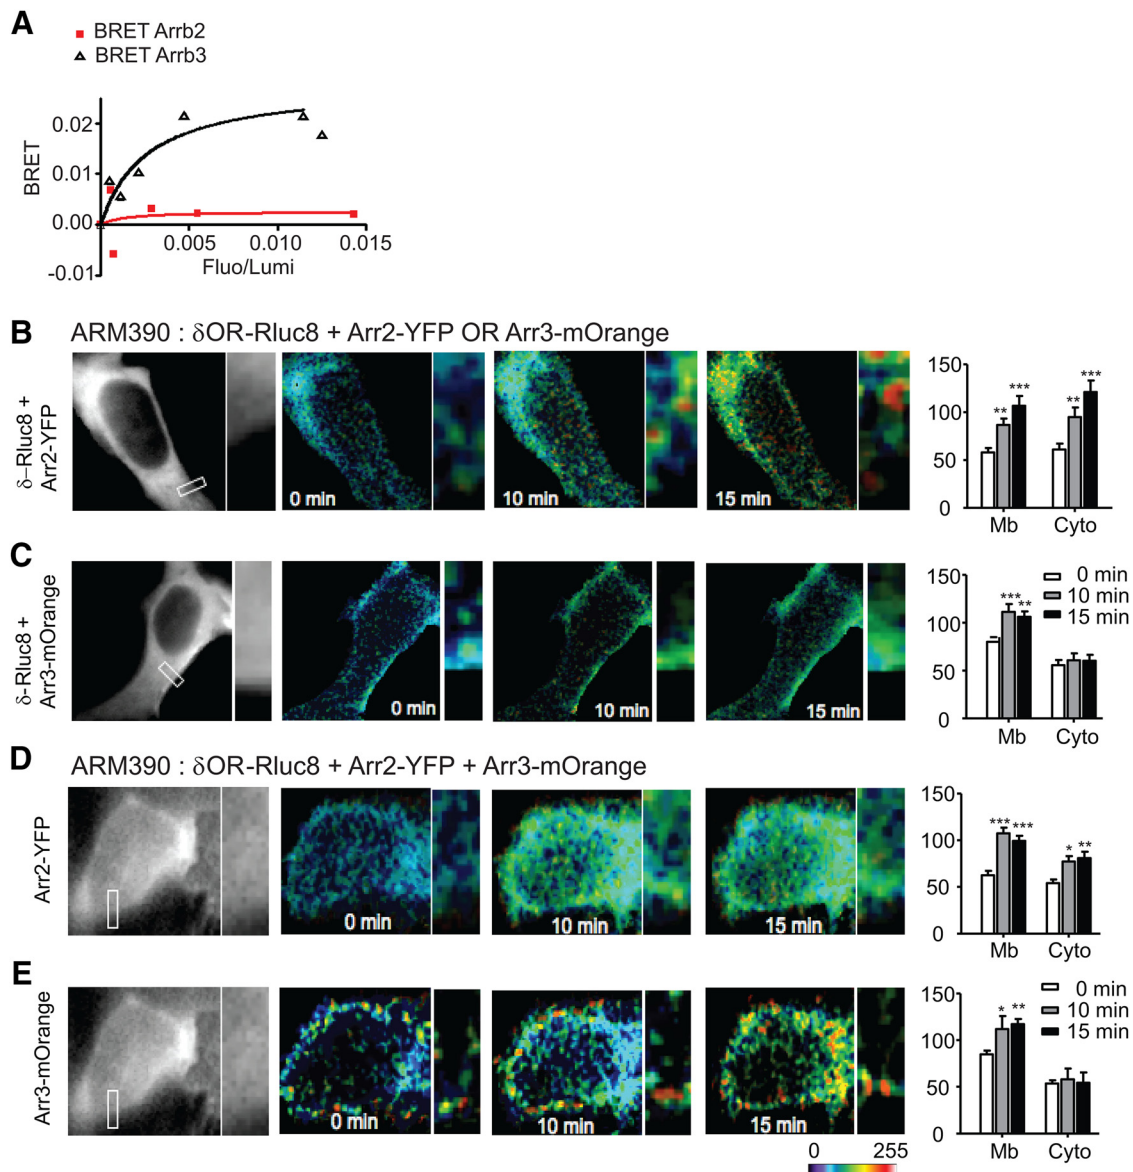 A
BRET Arrb2
BRET Arrb3
0.02
0.01
0.00
-0.01
BRET
0.005 0.010 0.015
Fluo/Lumi
B
ARM390 : δOR-Rluc8 + Arr2-YFP OR Arr3-mOrange
δ–Rluc8 +
Arr2-YFP
0 min
10 min
15 min
150
100
50
0
** *** ** ***
Mb Cyto
C
δ-Rluc8 +
Arr3-mOrange
0 min
10 min
15 min
150
100
50
0
*** **
Mb Cyto
0 min
10 min
15 min
D
ARM390 : δOR-Rluc8 + Arr2-YFP + Arr3-mOrange
Arr2-YFP
0 min
10 min
15 min
150
100
50
0
*** *** * **
Mb Cyto
E
Arr3-mOrange
0 min
10 min
15 min
0 255
150
100
50
0
* **
Mb Cyto
0 min
10 min
15 min